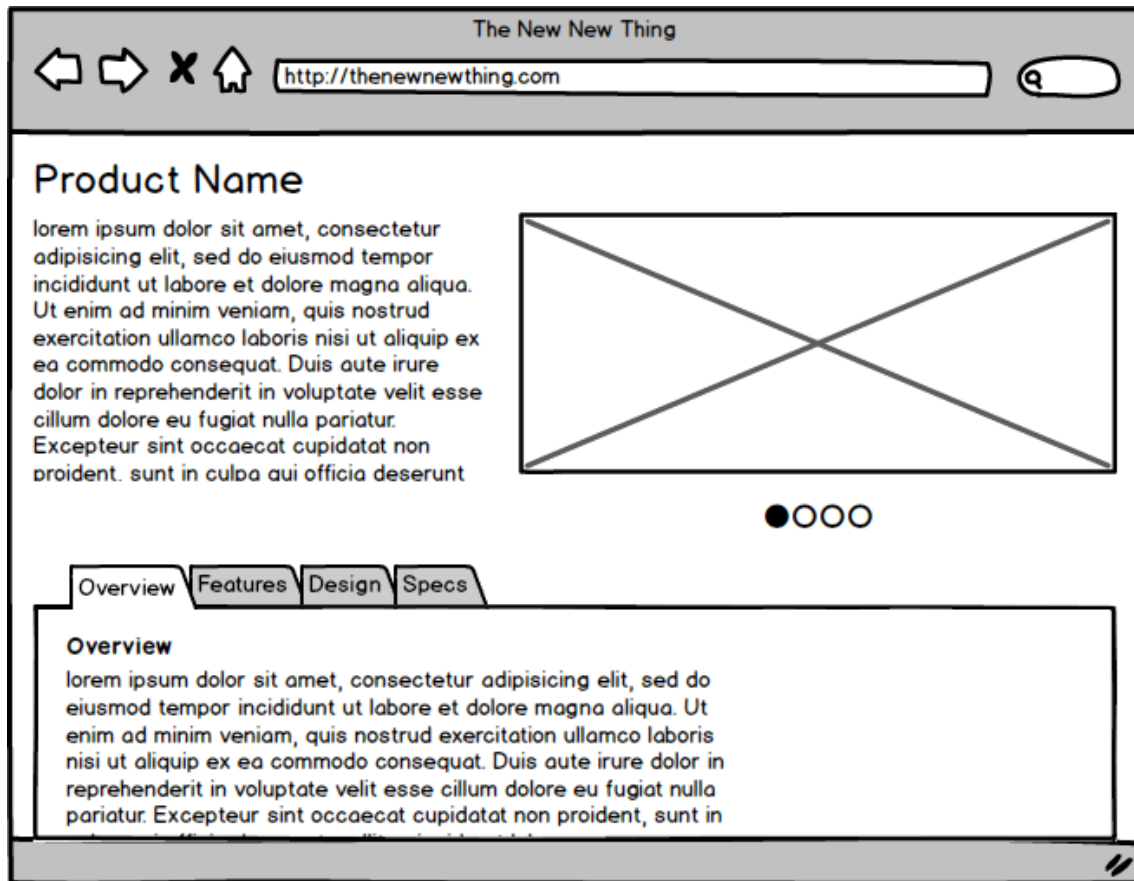 The New New Thing
http://thenewnewthing.com
Product Name
lorem ipsum dolor sit amet, consectetur
adipisicing elit, sed do eiusmod tempor
incididunt ut labore et dolore magna aliqua.
Ut enim ad minim veniam, quis nostrud
exercitation ullamco laboris nisi ut aliquip ex
ea commodo consequat. Duis aute irure
dolor in reprehenderit in voluptate velit esse
cillum dolore eu fugiat nulla pariatur.
Excepteur sint occaecat cupidatat non
proident, sunt in culpa qui officia deserunt
Overview Features Design Specs
Overview
lorem ipsum dolor sit amet, consectetur adipisicing elit, sed do
eiusmod tempor incididunt ut labore et dolore magna aliqua. Ut
enim ad minim veniam, quis nostrud exercitation ullamco laboris
nisi ut aliquip ex ea commodo consequat. Duis aute irure dolor in
reprehenderit in voluptate velit esse cillum dolore eu fugiat nulla
pariatur. Excepteur sint occaecat cupidatat non proident, sunt in